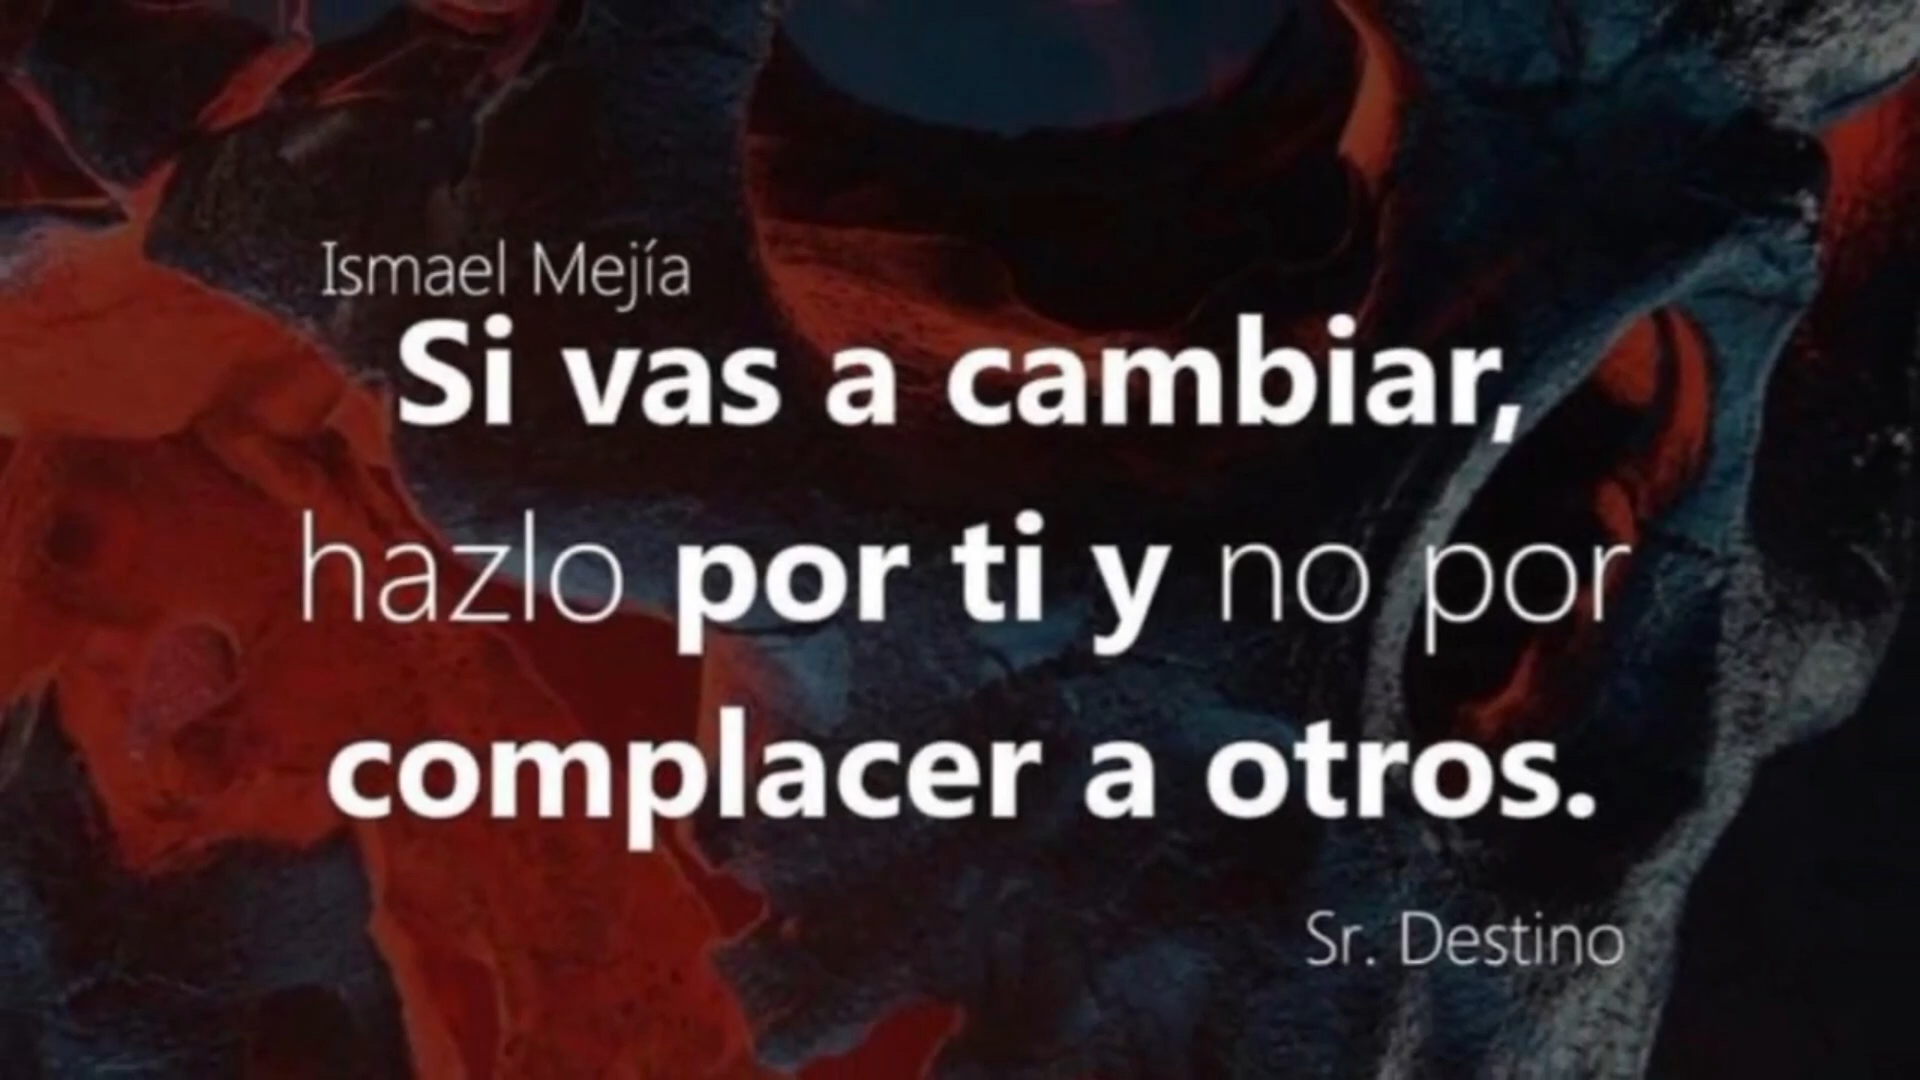 Ismael Mejía
Si vas a cambiar,
hazlo por ti y no por
complacer a otros.
Sr. Destino